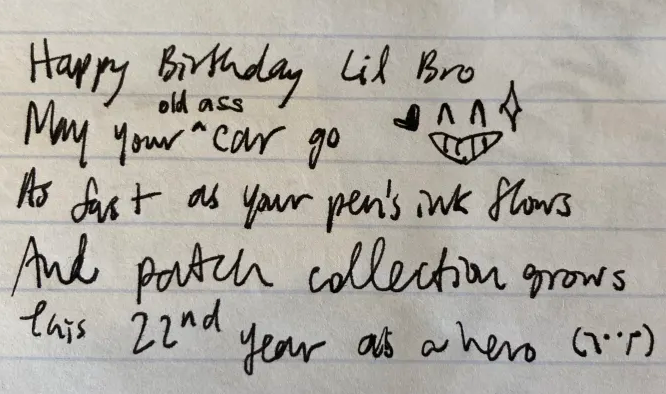 Happy Birthday Lil Bro
old ass
May your ^ car go
As fast as your pen's ink flows
And patch collection grows
this 22nd year as a hero (ㄱ··ㄏ)